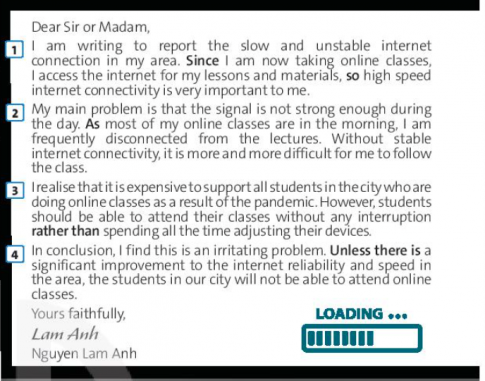 Dear Sir or Madam,
1 I am writing to report the slow and unstable internet
connection in my area. Since I am now taking online classes,
I access the internet for my lessons and materials, so high speed
internet connectivity is very important to me.
2 My main problem is that the signal is not strong enough during
the day. As most of my online classes are in the morning, I am
frequently disconnected from the lectures. Without stable
internet connectivity, it is more and more difficult for me to follow
the class.
3 I realise that it is expensive to support all students in the city who are
doing online classes as a result of the pandemic. However, students
should be able to attend their classes without any interruption
rather than spending all the time adjusting their devices.
4 In conclusion, I find this is an irritating problem. Unless there is a
significant improvement to the internet reliability and speed in
the area, the students in our city will not be able to attend online
classes.
Yours faithfully,
Lam Anh
Nguyen Lam Anh
LOADING ...